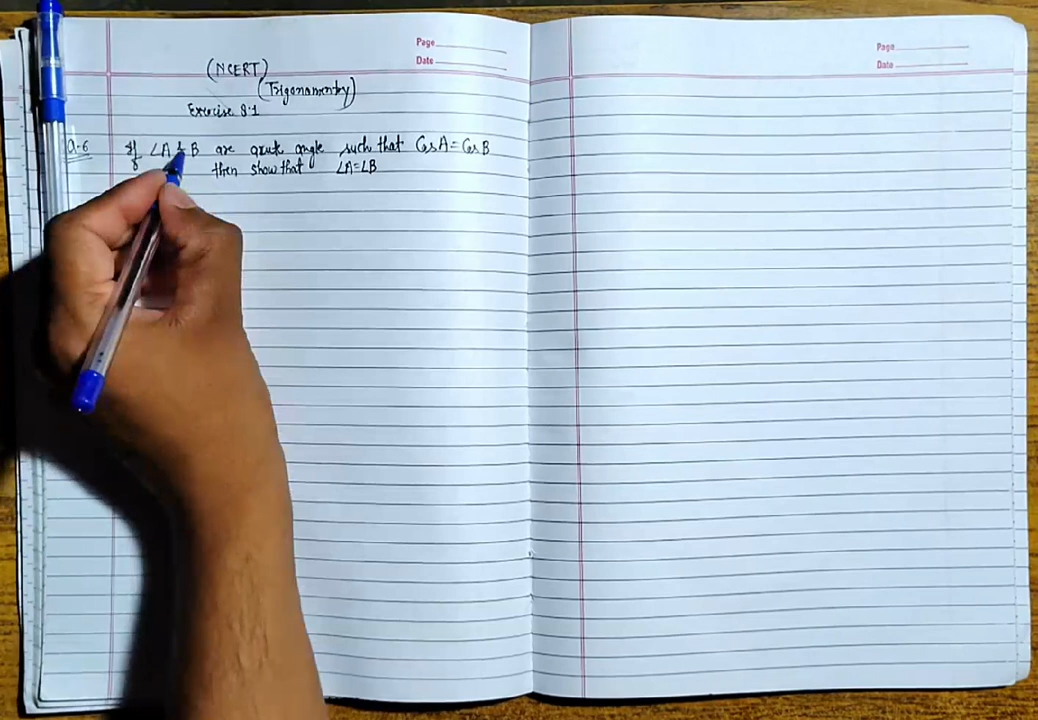 Page
Date
Page
Date
(NCERT)
(Trigonomentry)
Exercise 8.1
Q-6 If ∠A & B are acute angle such that Cos A = Cos B
then show that ∠A=∠B